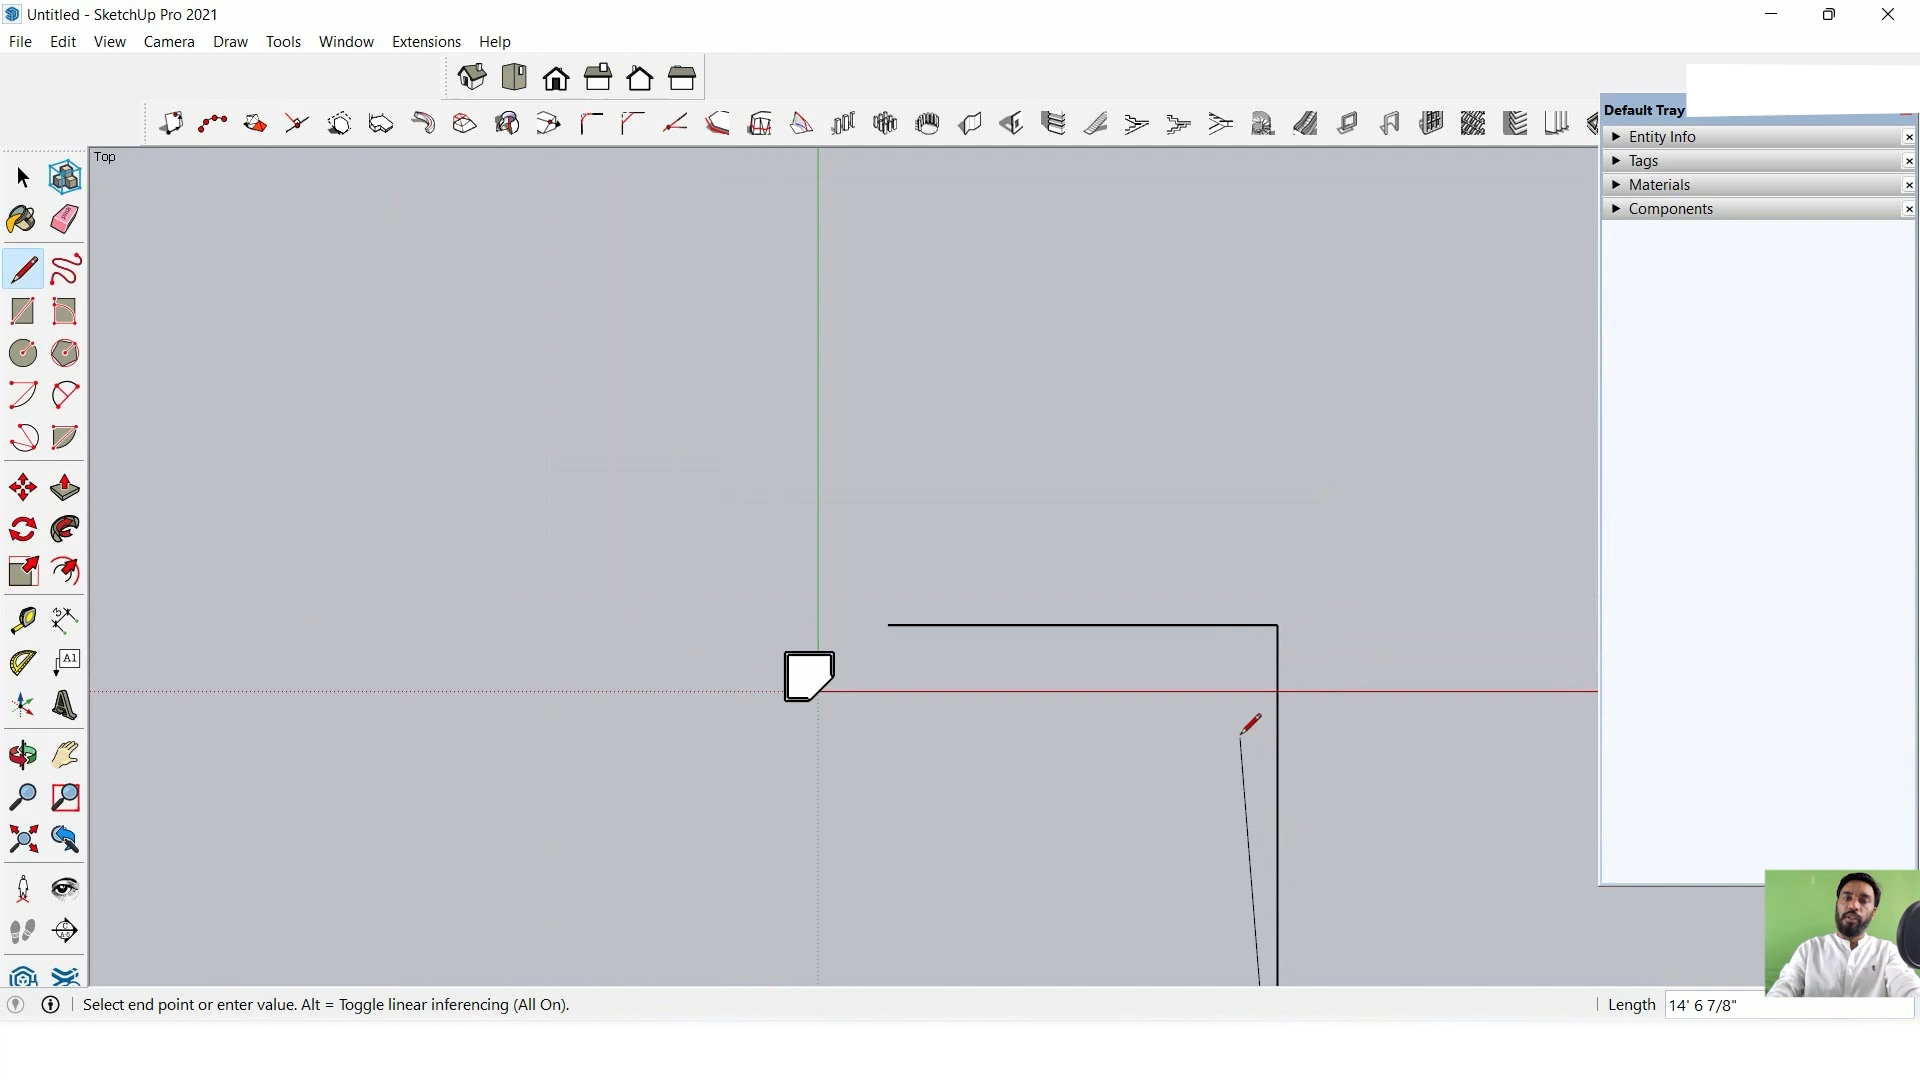 Untitled - SketchUp Pro 2021
File Edit View Camera Draw Tools Window Extensions Help
Default Tray
Entity Info
Tags
Materials
Components
Top
A1
Select end point or enter value. Alt = Toggle linear inferencing (All On).
Length 14' 6 7/8"